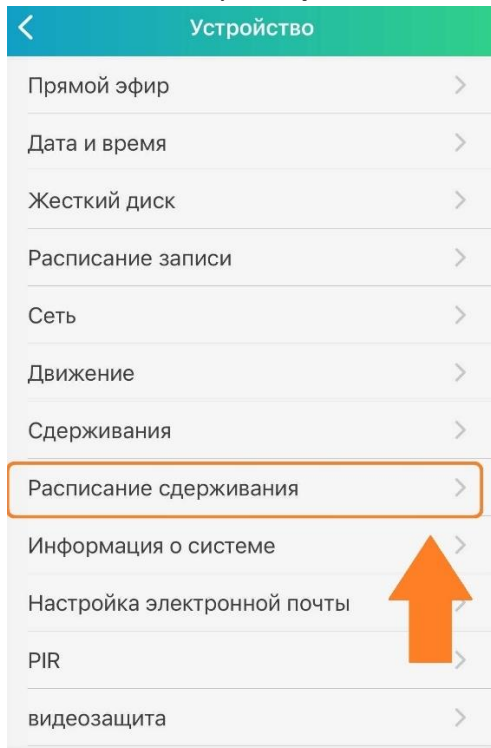 Устройство
Прямой эфир
Дата и время
Жесткий диск
Расписание записи
Сеть
Движение
Сдерживания
Расписание сдерживания
Информация о системе
Настройка электронной почты
PIR
видеозащита